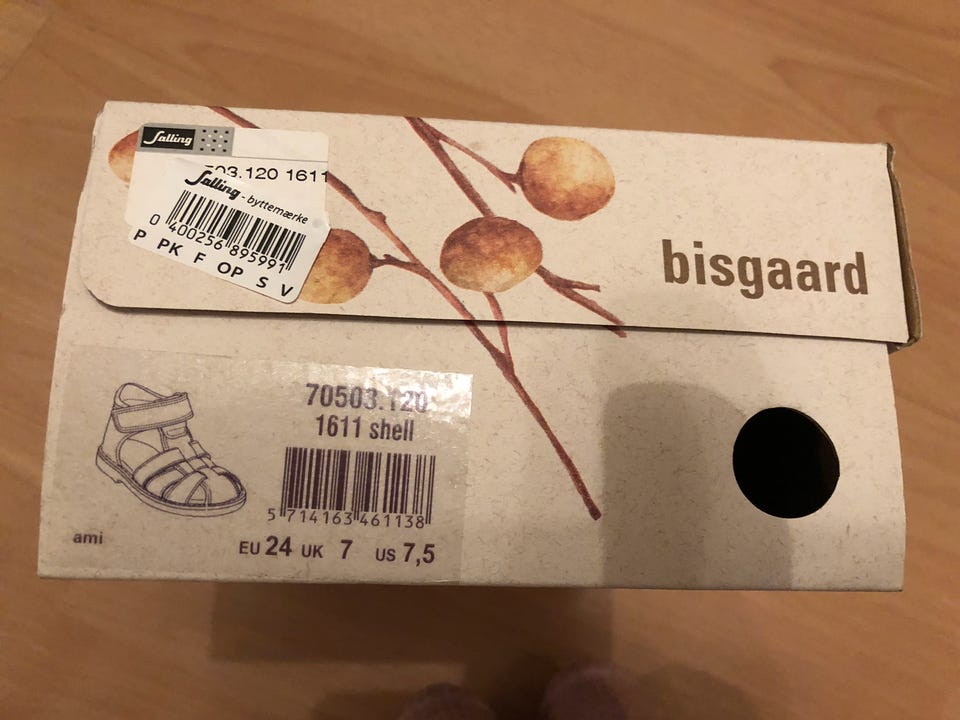 Salling
503.120 1611
Salling - byttemærke
0 400256 895991
P PK F OP S V
bisgaard
70503.120
1611 shell
5 714163 461138
ami
EU 24 UK 7 US 7,5